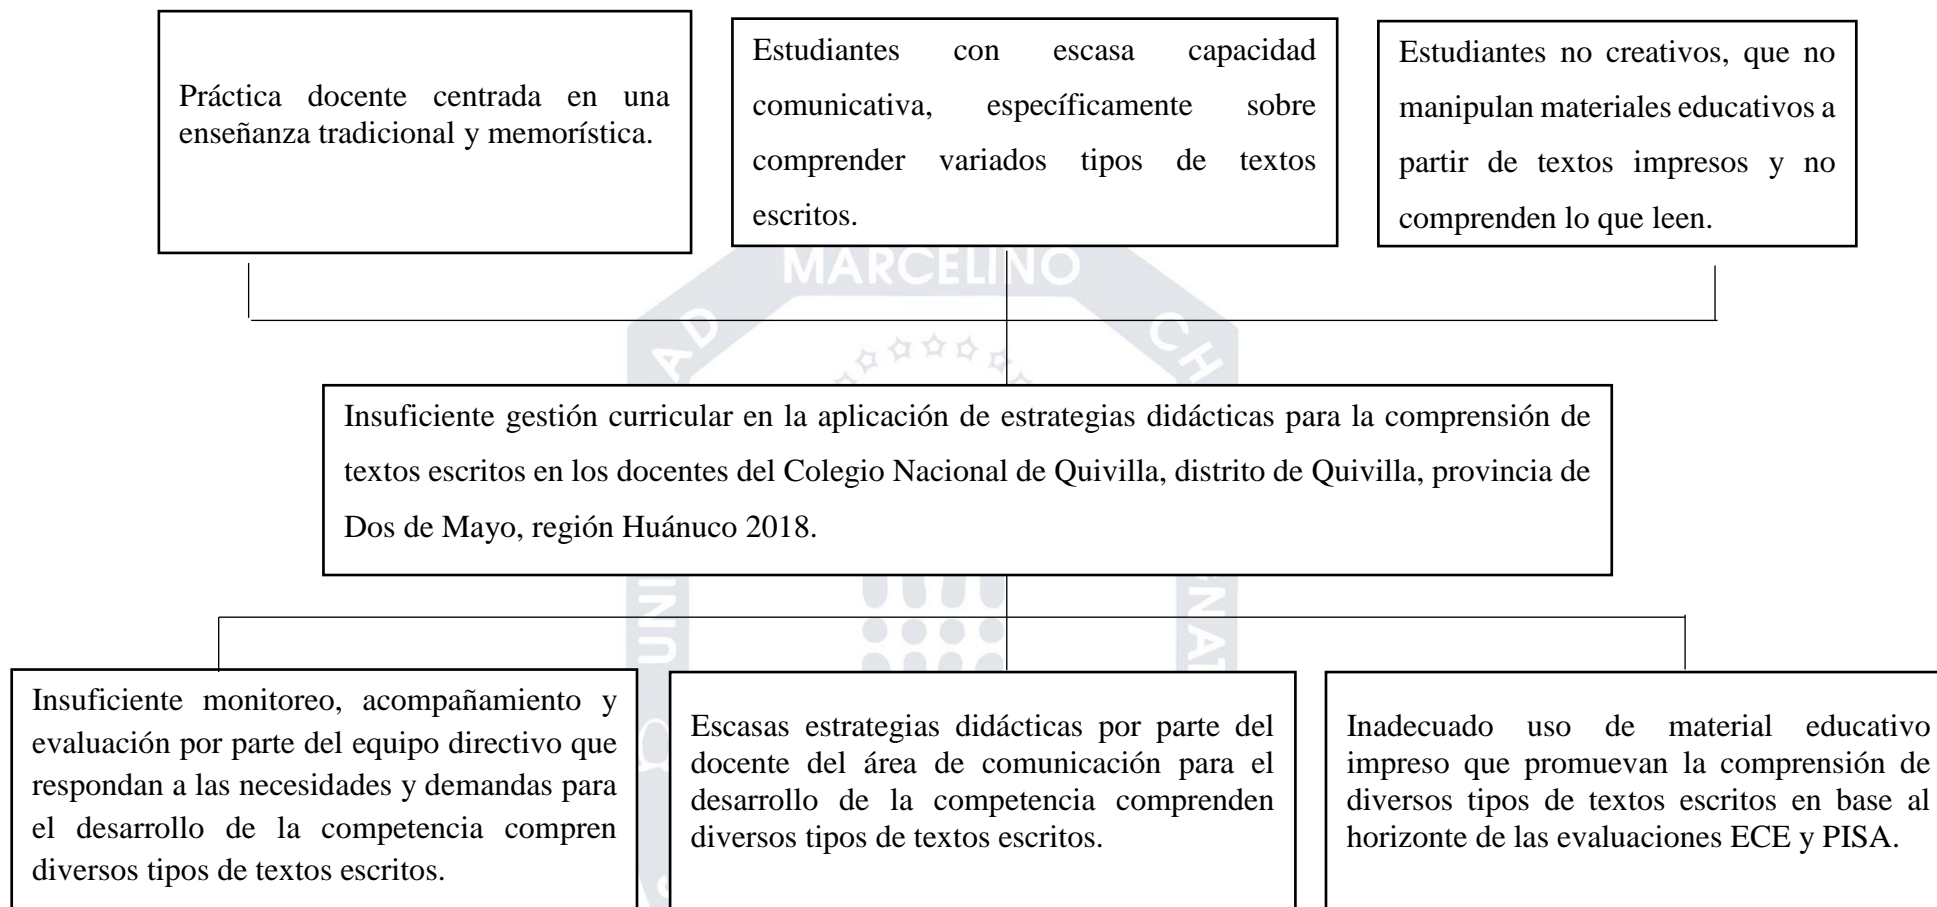 Práctica docente centrada en una
enseñanza tradicional y memorística.
Estudiantes con escasa capacidad
comunicativa, específicamente sobre
comprender variados tipos de textos
escritos.
Estudiantes no creativos, que no
manipulan materiales educativos a
partir de textos impresos y no
comprenden lo que leen.
MARCELINO
AD
CH
Insuficiente gestión curricular en la aplicación de estrategias didácticas para la comprensión de
textos escritos en los docentes del Colegio Nacional de Quivilla, distrito de Quivilla, provincia de
Dos de Mayo, región Huánuco 2018.
UNI
NAT
Insuficiente monitoreo, acompañamiento y
evaluación por parte del equipo directivo que
respondan a las necesidades y demandas para
el desarrollo de la competencia compren
diversos tipos de textos escritos.
Escasas estrategias didácticas por parte del
docente del área de comunicación para el
desarrollo de la competencia comprenden
diversos tipos de textos escritos.
Inadecuado uso de material educativo
impreso que promuevan la comprensión de
diversos tipos de textos escritos en base al
horizonte de las evaluaciones ECE y PISA.